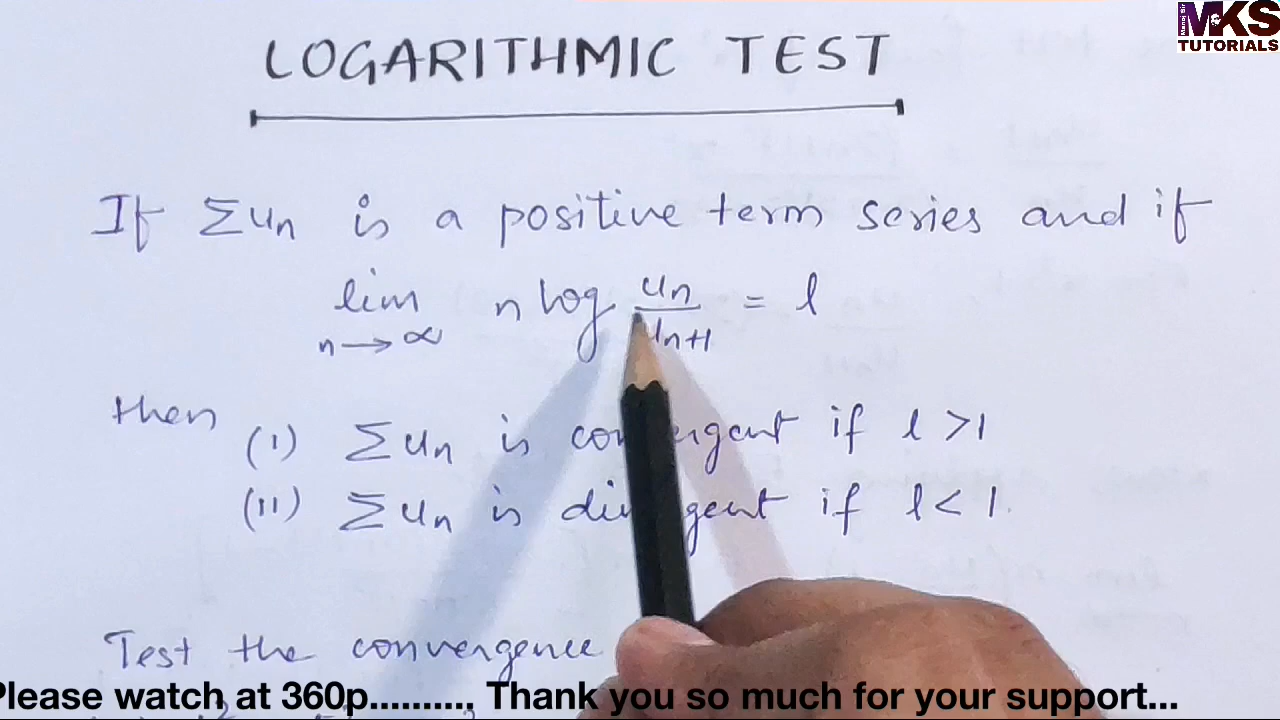 MKS
TUTORIALS
LOGARITHMIC TEST
If Σun is a positive term series and if
lim n log un/un+1 = l
n→∞
then (I) Σun is convergent if l >1
(II) Σun is divergent if l < 1.
Test the convergence
Please watch at 360p.......... Thank you so much for your support...